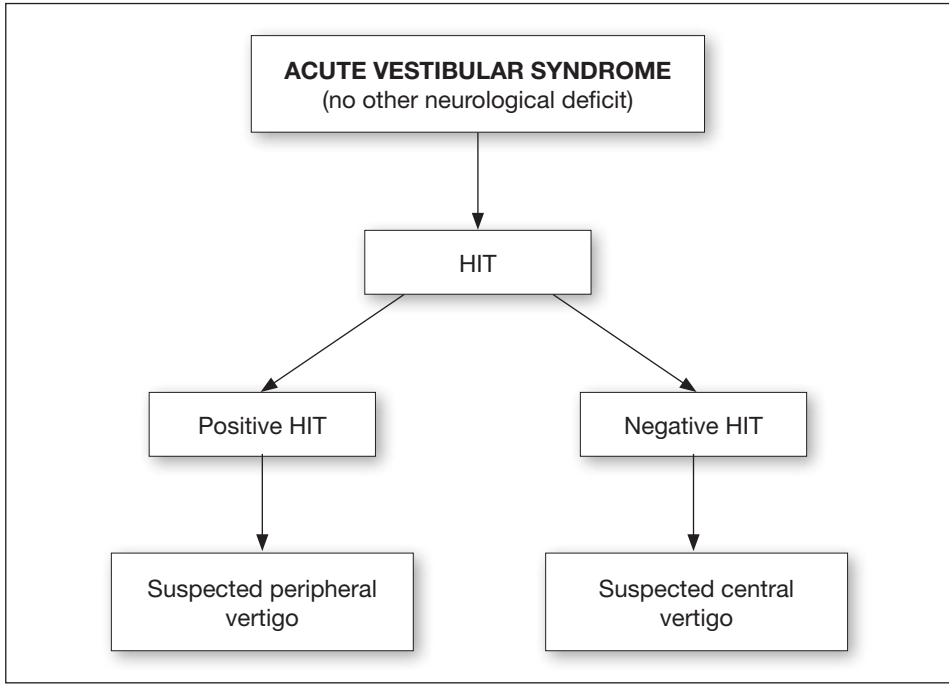 ACUTE VESTIBULAR SYNDROME
(no other neurological deficit)
HIT
Positive HIT
Negative HIT
Suspected peripheral
vertigo
Suspected central
vertigo